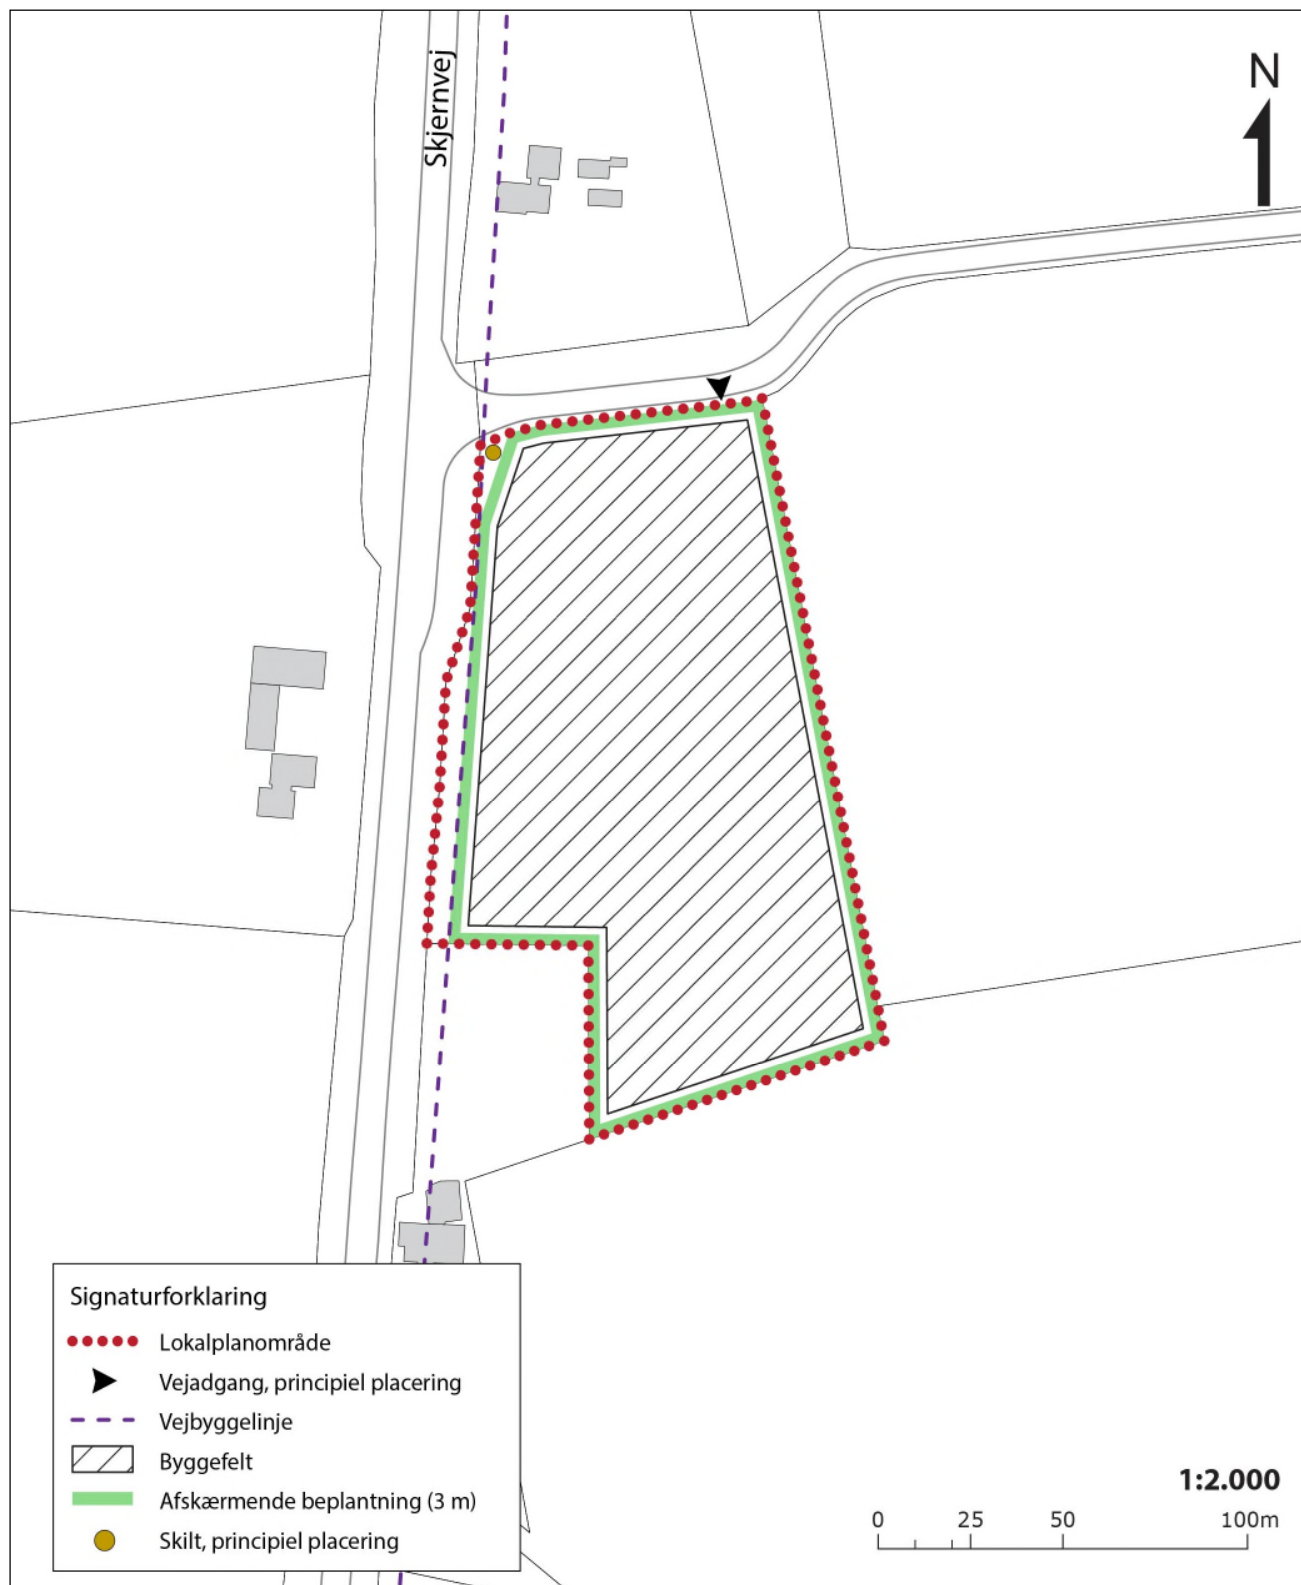 Skjernvej
N
Signaturforklaring
Lokalplanområde
Vejadgang, principiel placering
Vejbyggelinje
Byggefelt
Afskærmende beplantning (3 m)
Skilt, principiel placering
1:2.000
0 25 50 100m